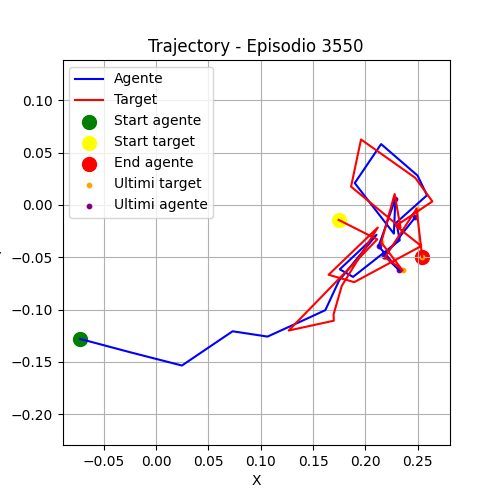 Trajectory - Episodio 3550
Agente
Target
Start agente
Start target
End agente
Ultimi target
Ultimi agente
0.10
0.05
0.00
−0.05
−0.10
−0.15
−0.20
−0.05 0.00 0.05 0.10 0.15 0.20 0.25
X